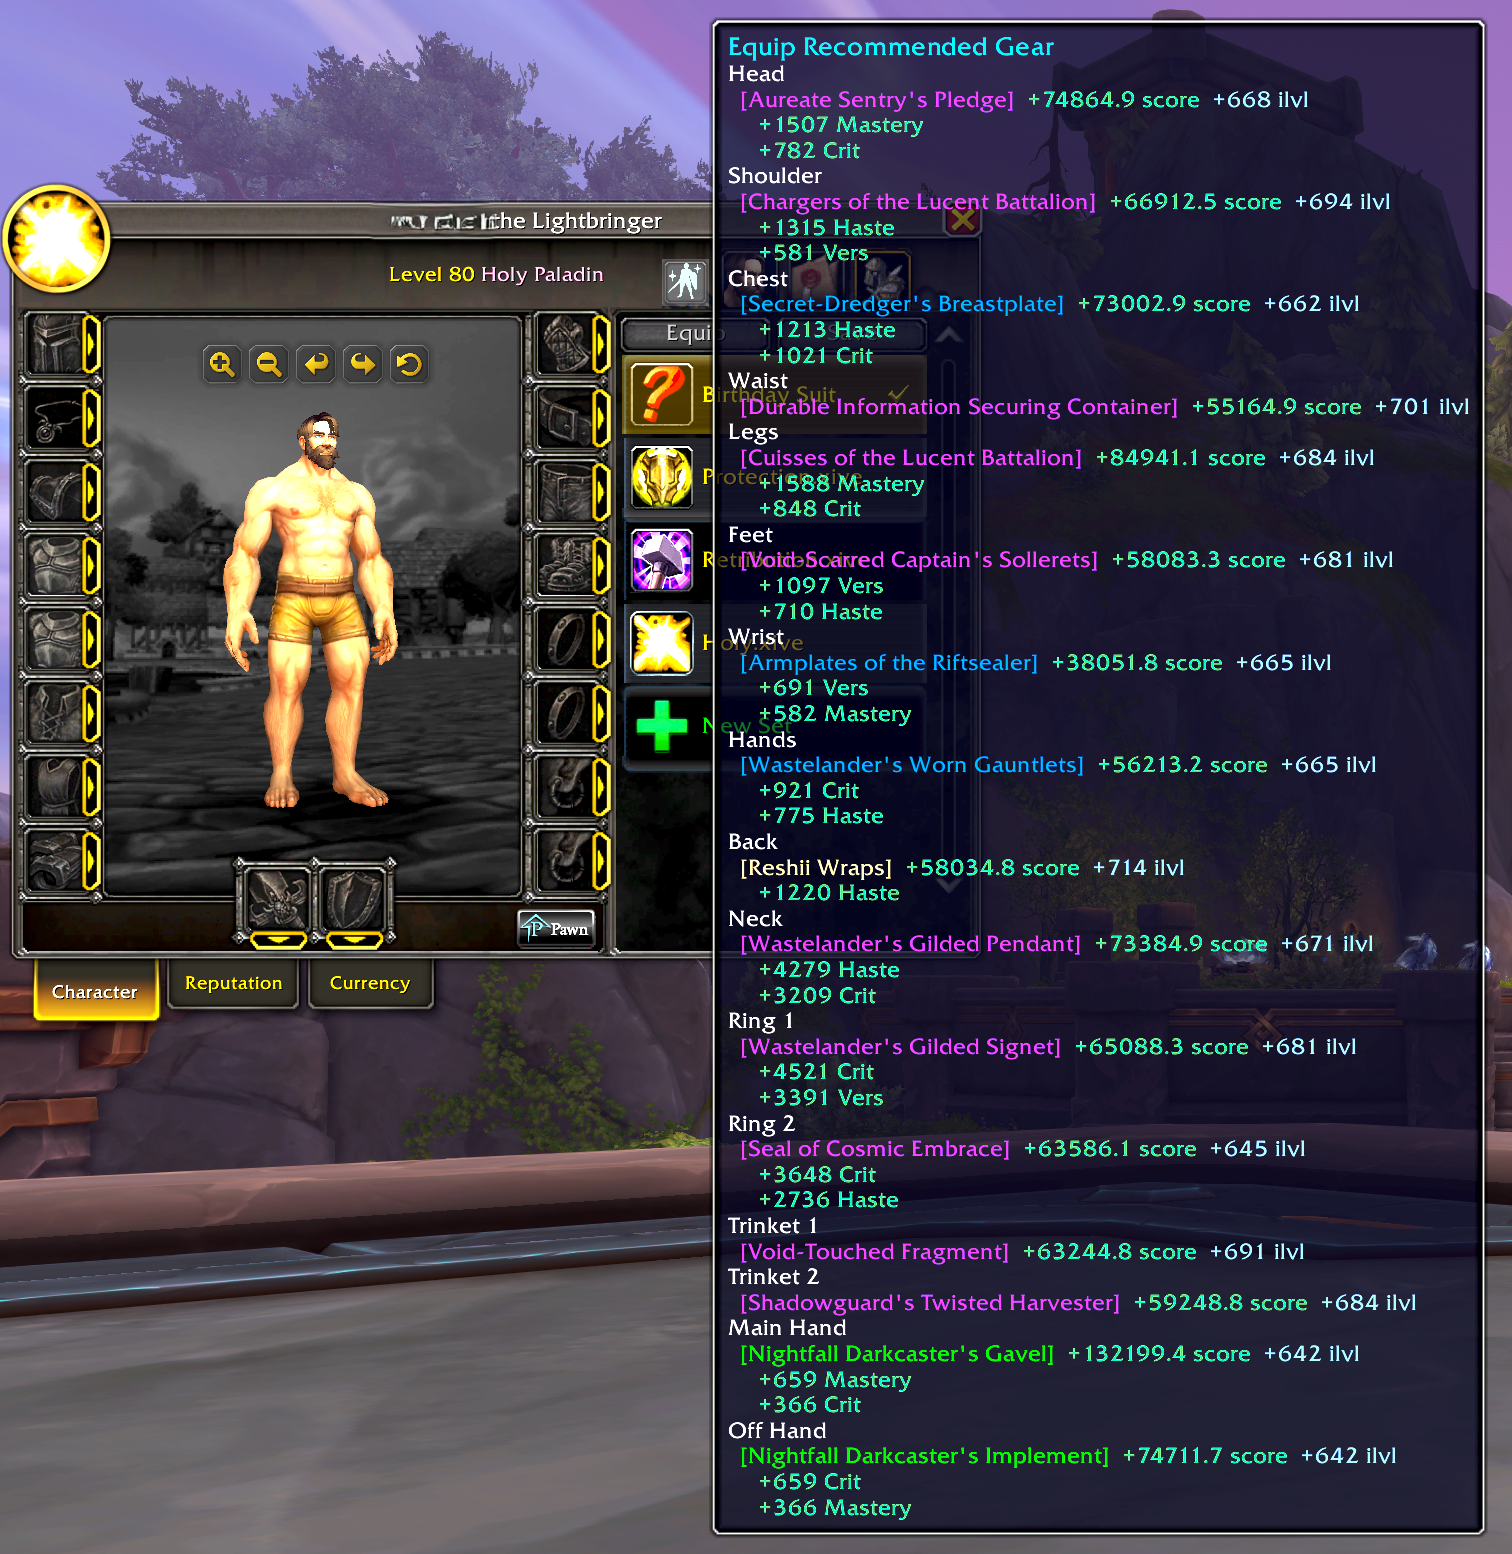 the Lightbringer
Level 80 Holy Paladin
Equip
Birthday Suit
Protection.xive
Retribution.xive
Holy.xive
New Set
Pawn
Character
Reputation
Currency
Equip Recommended Gear
Head
[Aureate Sentry's Pledge] +74864.9 score +668 ilvl
+1507 Mastery
+782 Crit
Shoulder
[Chargers of the Lucent Battalion] +66912.5 score +694 ilvl
+1315 Haste
+581 Vers
Chest
[Secret-Dredger's Breastplate] +73002.9 score +662 ilvl
+1213 Haste
+1021 Crit
Waist
[Durable Information Securing Container] +55164.9 score +701 ilvl
Legs
[Cuisses of the Lucent Battalion] +84941.1 score +684 ilvl
+1588 Mastery
+848 Crit
Feet
[Void-Scarred Captain's Sollerets] +58083.3 score +681 ilvl
+1097 Vers
+710 Haste
Wrist
[Armplates of the Riftsealer] +38051.8 score +665 ilvl
+691 Vers
+582 Mastery
Hands
[Wastelander's Worn Gauntlets] +56213.2 score +665 ilvl
+921 Crit
+775 Haste
Back
[Reshii Wraps] +58034.8 score +714 ilvl
+1220 Haste
Neck
[Wastelander's Gilded Pendant] +73384.9 score +671 ilvl
+4279 Haste
+3209 Crit
Ring 1
[Wastelander's Gilded Signet] +65088.3 score +681 ilvl
+4521 Crit
+3391 Vers
Ring 2
[Seal of Cosmic Embrace] +63586.1 score +645 ilvl
+3648 Crit
+2736 Haste
Trinket 1
[Void-Touched Fragment] +63244.8 score +691 ilvl
Trinket 2
[Shadowguard's Twisted Harvester] +59248.8 score +684 ilvl
Main Hand
[Nightfall Darkcaster's Gavel] +132199.4 score +642 ilvl
+659 Mastery
+366 Crit
Off Hand
[Nightfall Darkcaster's Implement] +74711.7 score +642 ilvl
+659 Crit
+366 Mastery